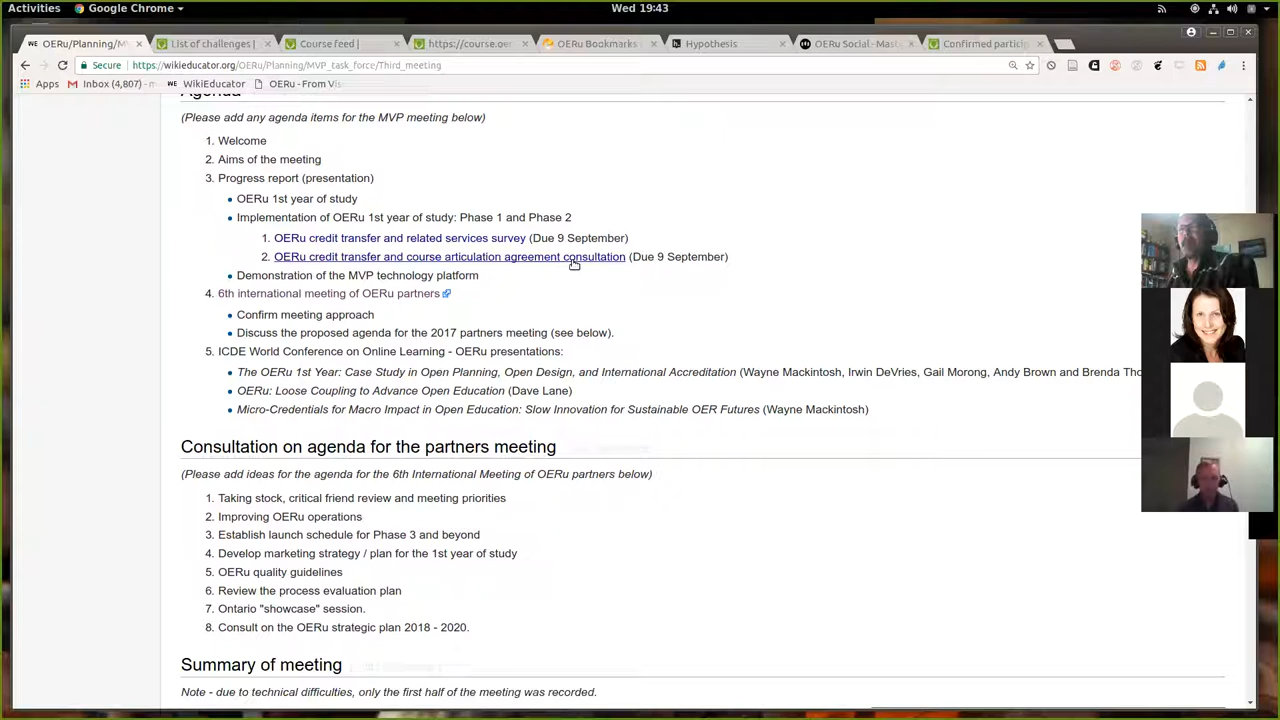 Activities
Google Chrome
Wed 19:43
OERu/Planning/M
List of challenges |
Course feed |
https://course.oe
OERu Bookmarks
Hypothesis
OERu Social - Mast
Confirmed particip
Secure https://wikieducator.org/OERu/Planning/MVP_task_force/Third_meeting
Apps
Inbox (4,807) - m
WikiEducator
OERu - From Vis
Agenda
(Please add any agenda items for the MVP meeting below)
1. Welcome
2. Aims of the meeting
3. Progress report (presentation)
OERu 1st year of study
Implementation of OERu 1st year of study: Phase 1 and Phase 2
1. OERu credit transfer and related services survey (Due 9 September)
2. OERu credit transfer and course articulation agreement consultation (Due 9 September)
Demonstration of the MVP technology platform
4. 6th international meeting of OERu partners
Confirm meeting approach
Discuss the proposed agenda for the 2017 partners meeting (see below).
5. ICDE World Conference on Online Learning - OERu presentations:
The OERu 1st Year: Case Study in Open Planning, Open Design, and International Accreditation (Wayne Mackintosh, Irwin DeVries, Gail Morong, Andy Brown and Brenda Tho
OERu: Loose Coupling to Advance Open Education (Dave Lane)
Micro-Credentials for Macro Impact in Open Education: Slow Innovation for Sustainable OER Futures (Wayne Mackintosh)
Consultation on agenda for the partners meeting
(Please add ideas for the agenda for the 6th International Meeting of OERu partners below)
1. Taking stock, critical friend review and meeting priorities
2. Improving OERu operations
3. Establish launch schedule for Phase 3 and beyond
4. Develop marketing strategy / plan for the 1st year of study
5. OERu quality guidelines
6. Review the process evaluation plan
7. Ontario "showcase" session.
8. Consult on the OERu strategic plan 2018 - 2020.
Summary of meeting
Note - due to technical difficulties, only the first half of the meeting was recorded.